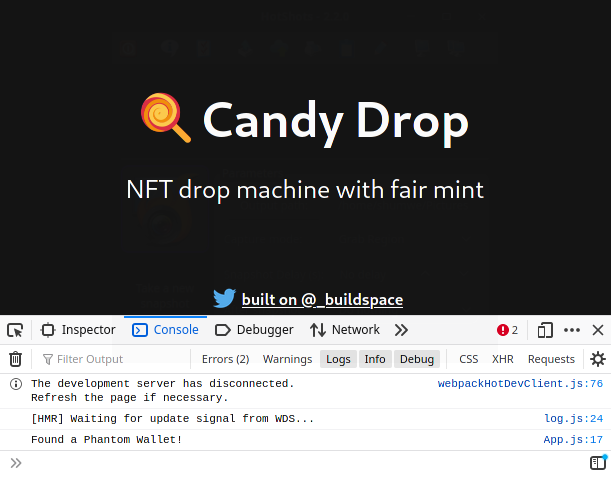 Candy Drop
NFT drop machine with fair mint
built on @_buildspace
Inspector Console Debugger Network 2
Filter Output Errors (2) Warnings Logs Info Debug CSS XHR Requests
The development server has disconnected. webpackHotDevClient.js:76
Refresh the page if necessary.
[HMR] Waiting for update signal from WDS... log.js:24
Found a Phantom Wallet! App.js:17